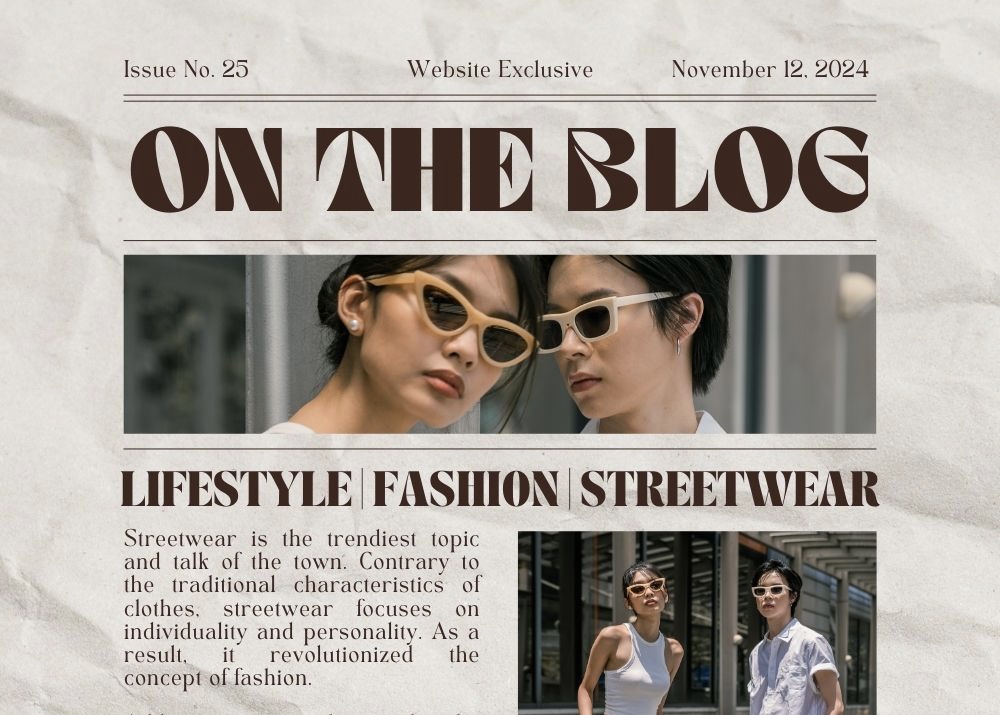 Issue No. 25
Website Exclusive
November 12, 2024
ON THE BLOG
LIFESTYLE | FASHION | STREETWEAR
Streetwear is the trendiest topic
and talk of the town. Contrary to
the traditional characteristics of
clothes, streetwear focuses on
individuality and personality. As a
result, it revolutionized the
concept of fashion.